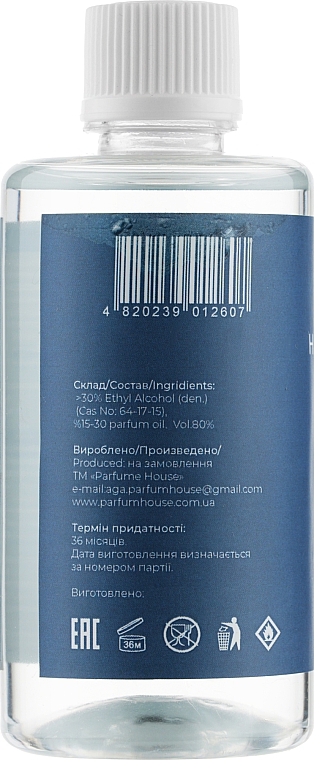 4 820239 012607
H
Склад/Состав/Ingridients:
>30% Ethyl Alcohol (den.)
(Cas No: 64-17-15),
%15-30 parfum oil. Vol.80%
Вироблено/Произведено/
Produced: на замовлення
ТМ «Parfume House»
e-mail:aga.parfumhouse@gmail.com
www.parfumhouse.com.ua
Термін придатності:
36 місяців.
Дата виготовлення визначається
за номером партії.
Виготовлено:
EAC
36м